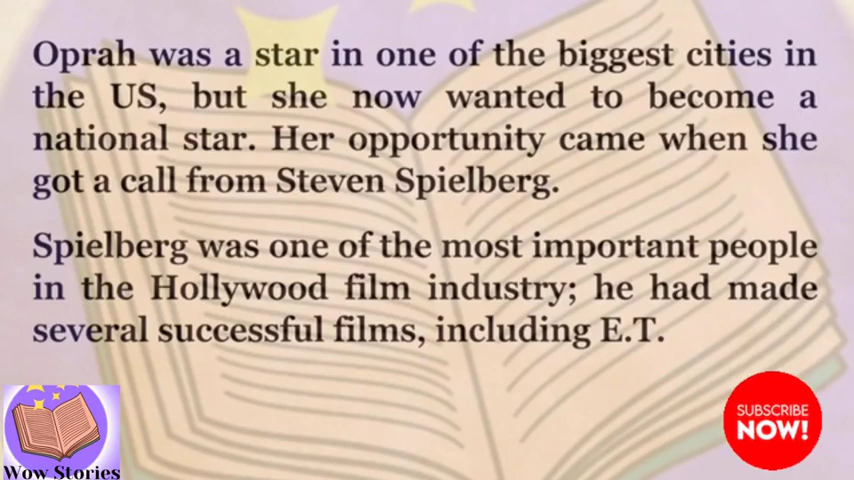 Oprah was a star in one of the biggest cities in
the US, but she now wanted to become a
national star. Her opportunity came when she
got a call from Steven Spielberg.
Spielberg was one of the most important people
in the Hollywood film industry; he had made
several successful films, including E.T.
Wow Stories
SUBSCRIBE
NOW!